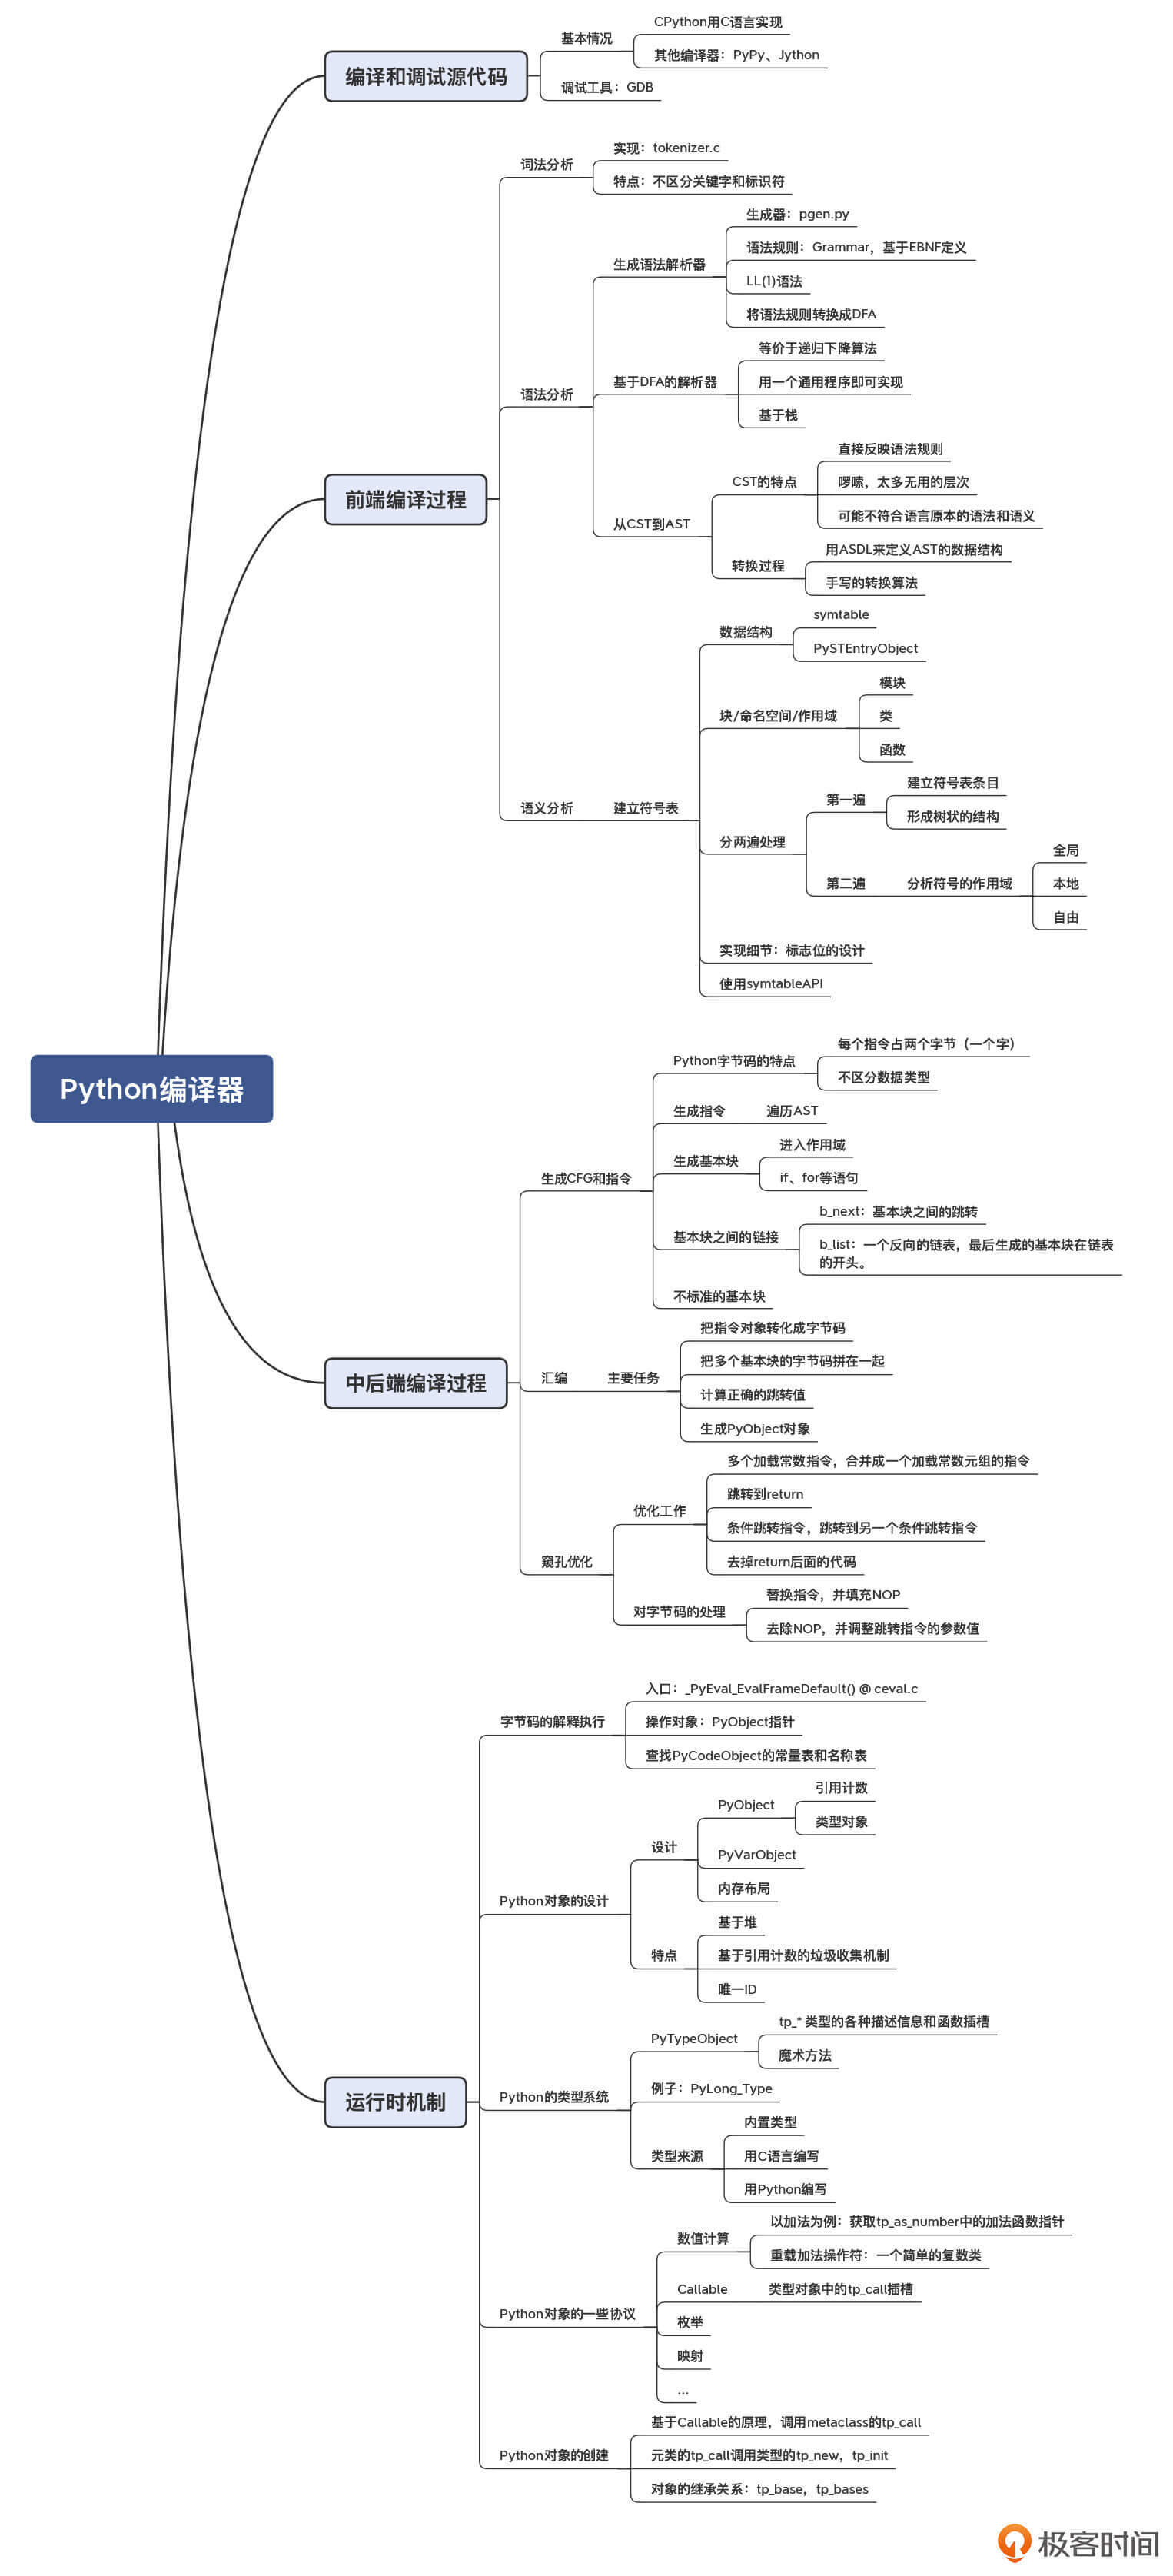 Python编译器
编译和调试源代码
基本情况
CPython用C语言实现
其他编译器：PyPy、Jython
调试工具：GDB
前端编译过程
词法分析
实现：tokenizer.c
特点：不区分关键字和标识符
语法分析
生成语法解析器
生成器：pgen.py
语法规则：Grammar，基于EBNF定义
LL(1)语法
将语法规则转换成DFA
基于DFA的解析器
等价于递归下降算法
用一个通用程序即可实现
基于栈
从CST到AST
CST的特点
直接反映语法规则
啰嗦，太多无用的层次
可能不符合语言原本的语法和语义
转换过程
用ASDL来定义AST的数据结构
手写的转换算法
语义分析
建立符号表
数据结构
symtable
PySTEntryObject
块/命名空间/作用域
模块
类
函数
分两遍处理
第一遍
建立符号表条目
形成树状的结构
第二遍
分析符号的作用域
全局
本地
自由
实现细节：标志位的设计
使用symtableAPI
中后端编译过程
生成CFG和指令
Python字节码的特点
每个指令占两个字节（一个字）
不区分数据类型
生成指令
遍历AST
生成基本块
进入作用域
if、for等语句
基本块之间的链接
b_next：基本块之间的跳转
b_list：一个反向的链表，最后生成的基本块在链表
的开头。
不标准的基本块
汇编
主要任务
把指令对象转化成字节码
把多个基本块的字节码拼在一起
计算正确的跳转值
生成PyObject对象
窥孔优化
优化工作
多个加载常数指令，合并成一个加载常数元组的指令
跳转到return
条件跳转指令，跳转到另一个条件跳转指令
去掉return后面的代码
对字节码的处理
替换指令，并填充NOP
去除NOP，并调整跳转指令的参数值
运行时机制
字节码的解释执行
入口：_PyEval_EvalFrameDefault() @ ceval.c
操作对象：PyObject指针
查找PyCodeObject的常量表和名称表
Python对象的设计
设计
PyObject
引用计数
类型对象
PyVarObject
内存布局
特点
基于堆
基于引用计数的垃圾收集机制
唯一ID
Python的类型系统
PyTypeObject
tp_* 类型的各种描述信息和函数插槽
魔术方法
例子：PyLong_Type
类型来源
内置类型
用C语言编写
用Python编写
Python对象的一些协议
数值计算
以加法为例：获取tp_as_number中的加法函数指针
重载加法操作符：一个简单的复数类
Callable
类型对象中的tp_call插槽
枚举
映射
...
Python对象的创建
基于Callable的原理，调用metaclass的tp_call
元类的tp_call调用类型的tp_new，tp_init
对象的继承关系：tp_base，tp_bases
极客时间